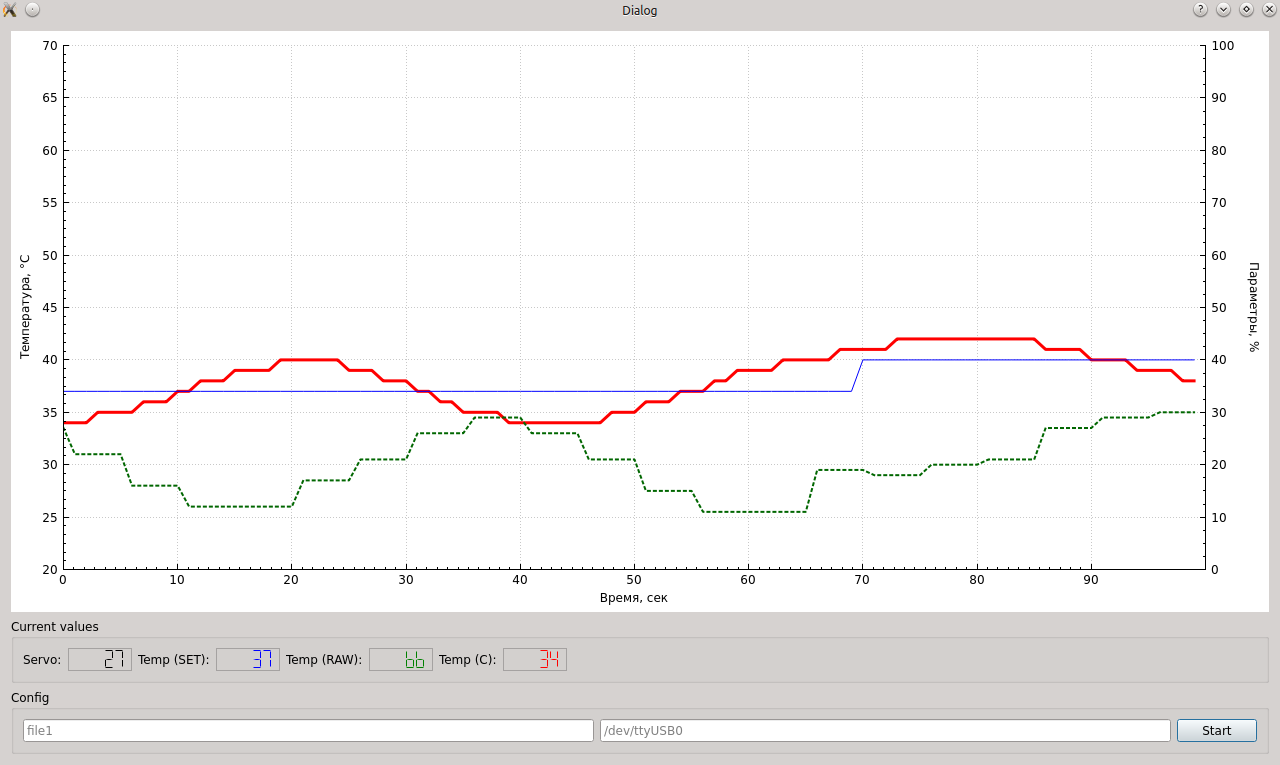 Dialog
70 100
65 90
60 80
55 70
50 60
45 50
40 40
35 30
30 20
25 10
20 0
Температура, °C
Параметры, %
0 10 20 30 40 50 60 70 80 90
Время, сек
Current values
Servo: 27 Temp (SET): 37 Temp (RAW): 66 Temp (C): 34
Config
file1 /dev/ttyUSB0 Start